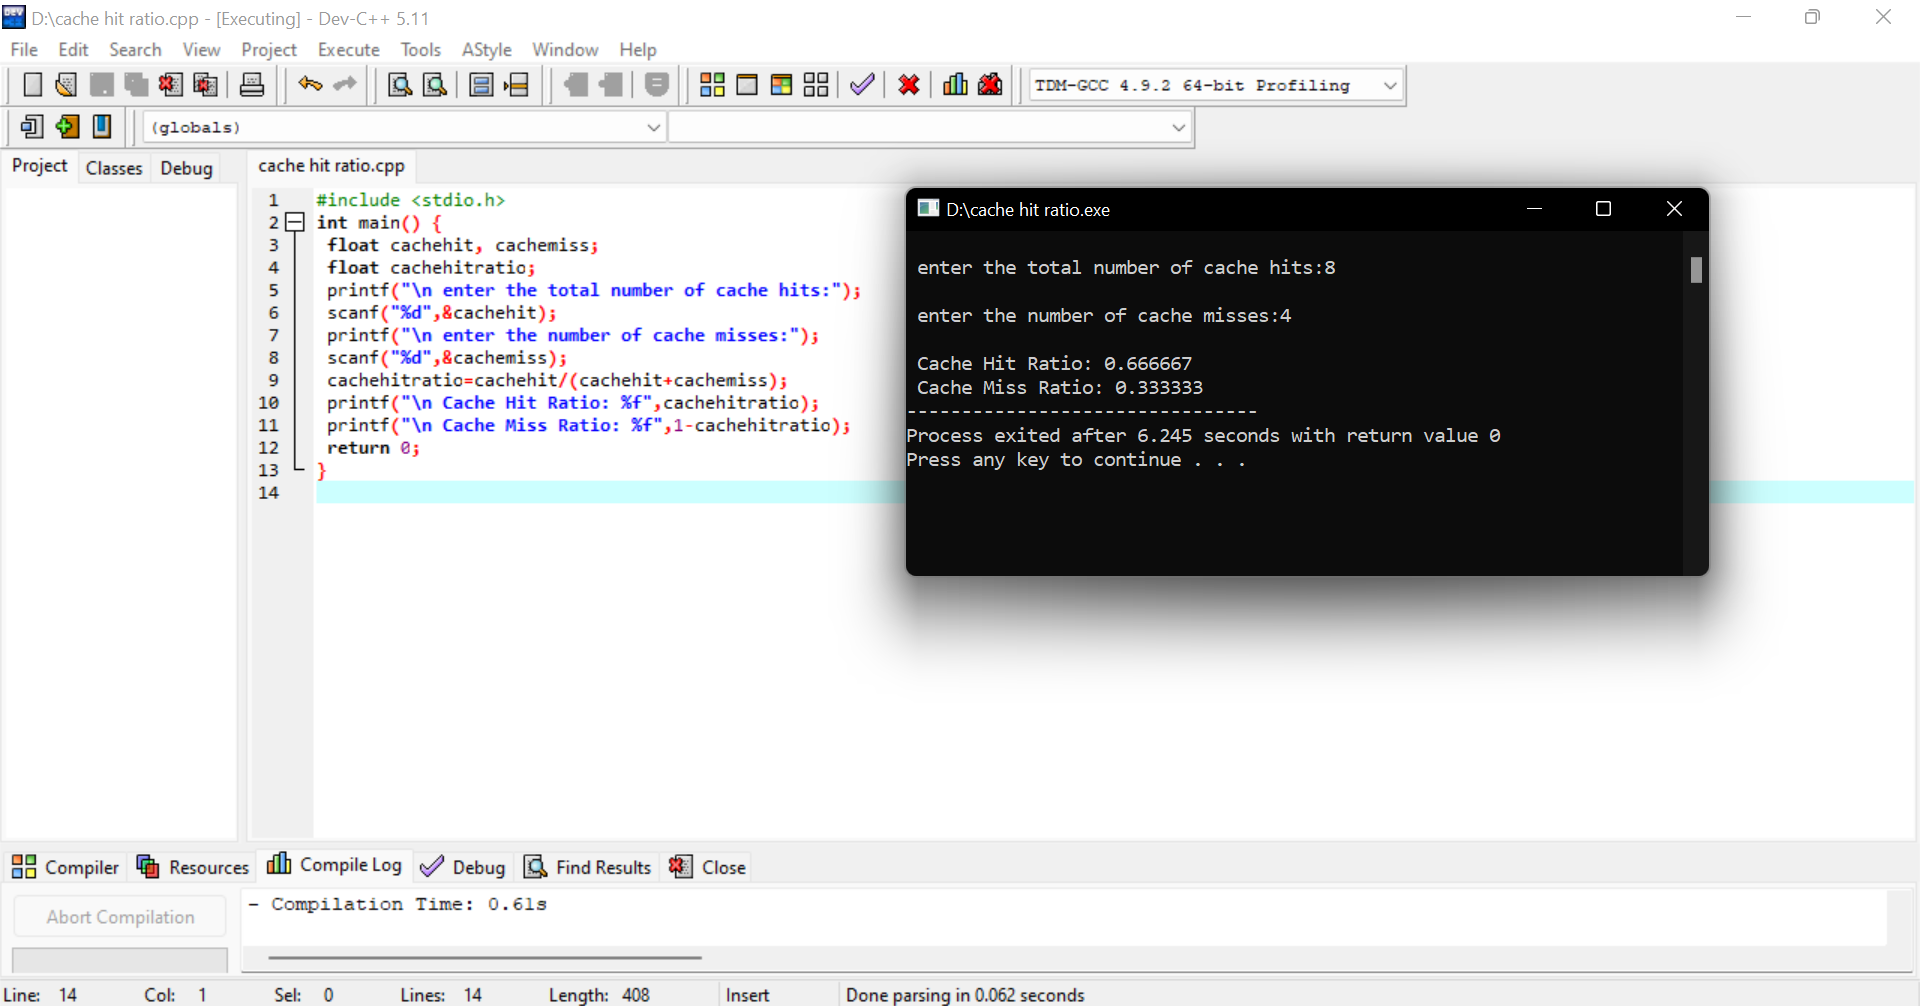 D:\cache hit ratio.cpp - [Executing] - Dev-C++ 5.11
File Edit Search View Project Execute Tools AStyle Window Help
TDM-GCC 4.9.2 64-bit Profiling
(globals)
Project Classes Debug
cache hit ratio.cpp
1 #include <stdio.h>
2 int main() {
3 float cachehit, cachemiss;
4 float cachehitratio;
5 printf("\n enter the total number of cache hits:");
6 scanf("%d",&cachehit);
7 printf("\n enter the number of cache misses:");
8 scanf("%d",&cachemiss);
9 cachehitratio=cachehit/(cachehit+cachemiss);
10 printf("\n Cache Hit Ratio: %f",cachehitratio);
11 printf("\n Cache Miss Ratio: %f",1-cachehitratio);
12 return 0;
13 }
14
D:\cache hit ratio.exe
enter the total number of cache hits:8
enter the number of cache misses:4
Cache Hit Ratio: 0.666667
Cache Miss Ratio: 0.333333
--------------------------------
Process exited after 6.245 seconds with return value 0
Press any key to continue . . .
Compiler Resources Compile Log Debug Find Results Close
Abort Compilation
- Compilation Time: 0.61s
Line: 14 Col: 1 Sel: 0 Lines: 14 Length: 408 Insert Done parsing in 0.062 seconds